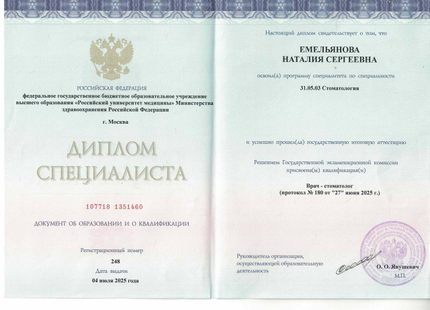 РОССИЙСКАЯ ФЕДЕРАЦИЯ
федеральное государственное бюджетное образовательное учреждение
высшего образования «Российский университет медицины» Министерства
здравоохранения Российской Федерации
г. Москва
ДИПЛОМ
СПЕЦИАЛИСТА
107718 1351460
ДОКУМЕНТ ОБ ОБРАЗОВАНИИ И О КВАЛИФИКАЦИИ
Регистрационный номер
248
Дата выдачи
04 июля 2025 года
Настоящий диплом свидетельствует о том, что
ЕМЕЛЬЯНОВА
НАТАЛИЯ СЕРГЕЕВНА
освоил(а) программу специалитета по специальности
31.05.03 Стоматология
и успешно прошел(ла) государственную итоговую аттестацию
Решением Государственной экзаменационной комиссии
присвоена(ы) квалификация(и)
Врач - стоматолог
(протокол № 180 от "27" июня 2025 г.)
Руководитель организации,
осуществляющей образовательную
деятельность
О. О. Янушевич
М.П.